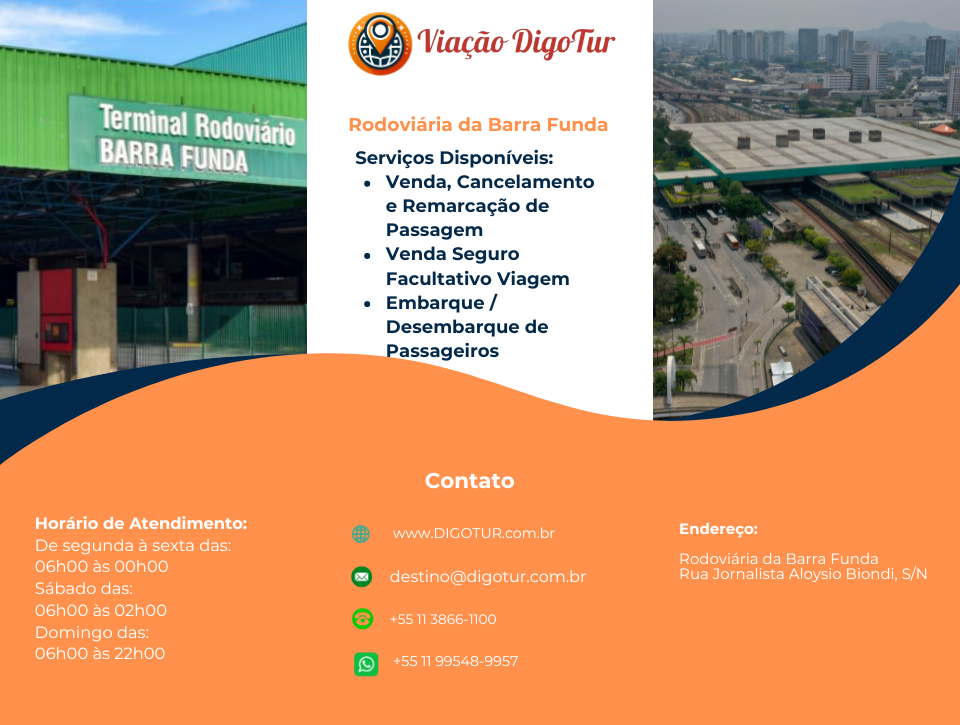 Viação DigoTur
Terminal Rodoviário
BARRA FUNDA
Rodoviária da Barra Funda
Serviços Disponíveis:
• Venda, Cancelamento
e Remarcação de
Passagem
• Venda Seguro
Facultativo Viagem
• Embarque /
Desembarque de
Passageiros
Contato
Horário de Atendimento:
De segunda à sexta das:
06h00 às 00h00
Sábado das:
06h00 às 02h00
Domingo das:
06h00 às 22h00
www.DIGOTUR.com.br
destino@digotur.com.br
+55 11 3866-1100
+55 11 99548-9957
Endereço:
Rodoviária da Barra Funda
Rua Jornalista Aloysio Biondi, S/N